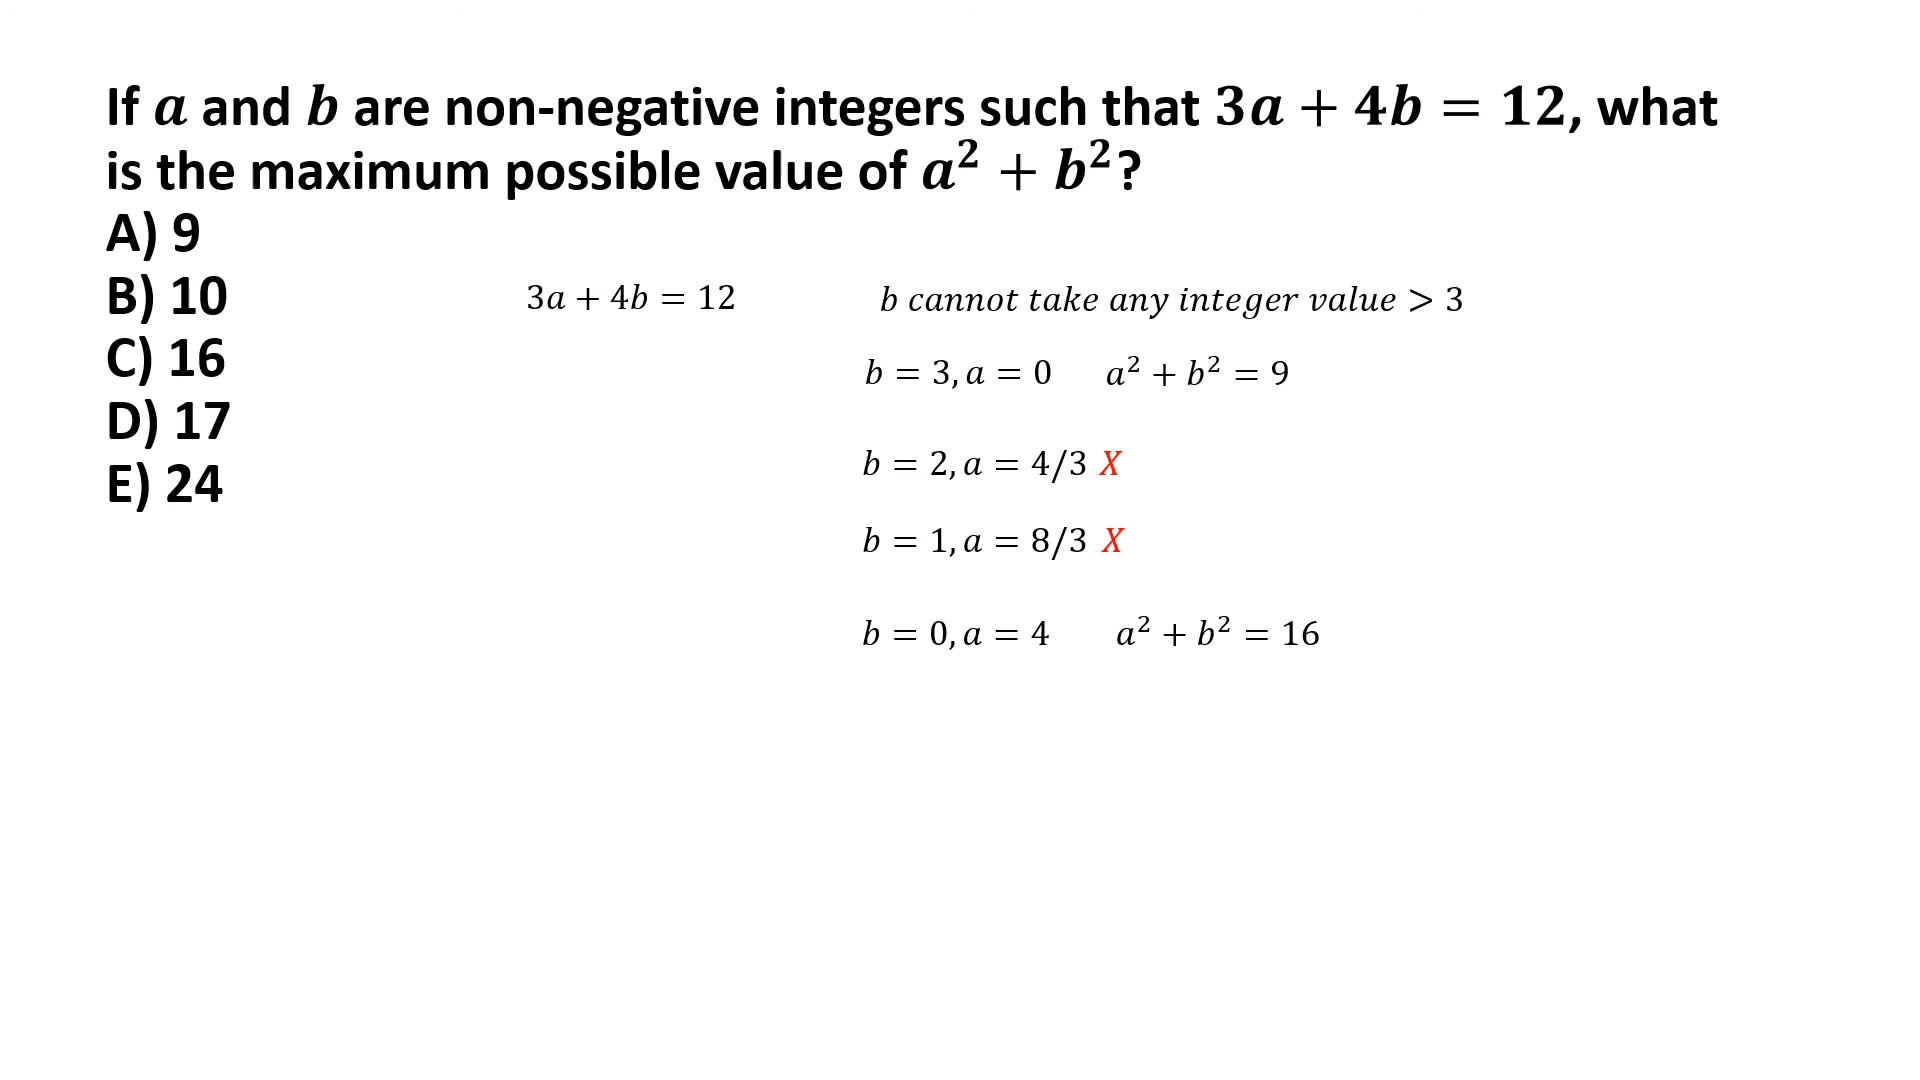 If a and b are non-negative integers such that 3a + 4b = 12, what
is the maximum possible value of a² + b²?
A) 9
B) 10
C) 16
D) 17
E) 24
3a + 4b = 12
b cannot take any integer value > 3
b = 3, a = 0 a² + b² = 9
b = 2, a = 4/3 X
b = 1, a = 8/3 X
b = 0, a = 4 a² + b² = 16